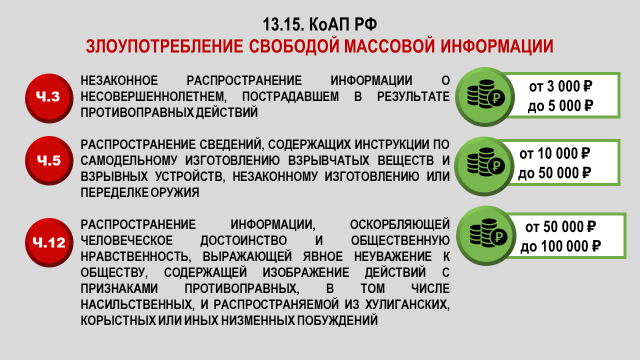 13.15. КоАП РФ
ЗЛОУПОТРЕБЛЕНИЕ СВОБОДОЙ МАССОВОЙ ИНФОРМАЦИИ
Ч.3
НЕЗАКОННОЕ РАСПРОСТРАНЕНИЕ ИНФОРМАЦИИ О
НЕСОВЕРШЕННОЛЕТНЕМ, ПОСТРАДАВШЕМ В РЕЗУЛЬТАТЕ
ПРОТИВОПРАВНЫХ ДЕЙСТВИЙ
от 3 000 ₽
до 5 000 ₽
Ч.5
РАСПРОСТРАНЕНИЕ СВЕДЕНИЙ, СОДЕРЖАЩИХ ИНСТРУКЦИИ ПО
САМОДЕЛЬНОМУ ИЗГОТОВЛЕНИЮ ВЗРЫВЧАТЫХ ВЕЩЕСТВ И
ВЗРЫВНЫХ УСТРОЙСТВ, НЕЗАКОННОМУ ИЗГОТОВЛЕНИЮ ИЛИ
ПЕРЕДЕЛКЕ ОРУЖИЯ
от 10 000 ₽
до 50 000 ₽
Ч.12
РАСПРОСТРАНЕНИЕ ИНФОРМАЦИИ, ОСКОРБЛЯЮЩЕЙ
ЧЕЛОВЕЧЕСКОЕ ДОСТОИНСТВО И ОБЩЕСТВЕННУЮ
НРАВСТВЕННОСТЬ, ВЫРАЖАЮЩЕЙ ЯВНОЕ НЕУВАЖЕНИЕ К
ОБЩЕСТВУ, СОДЕРЖАЩЕЙ ИЗОБРАЖЕНИЕ ДЕЙСТВИЙ С
ПРИЗНАКАМИ ПРОТИВОПРАВНЫХ, В ТОМ ЧИСЛЕ
НАСИЛЬСТВЕННЫХ, И РАСПРОСТРАНЯЕМОЙ ИЗ ХУЛИГАНСКИХ,
КОРЫСТНЫХ ИЛИ ИНЫХ НИЗМЕННЫХ ПОБУЖДЕНИЙ
от 50 000 ₽
до 100 000 ₽